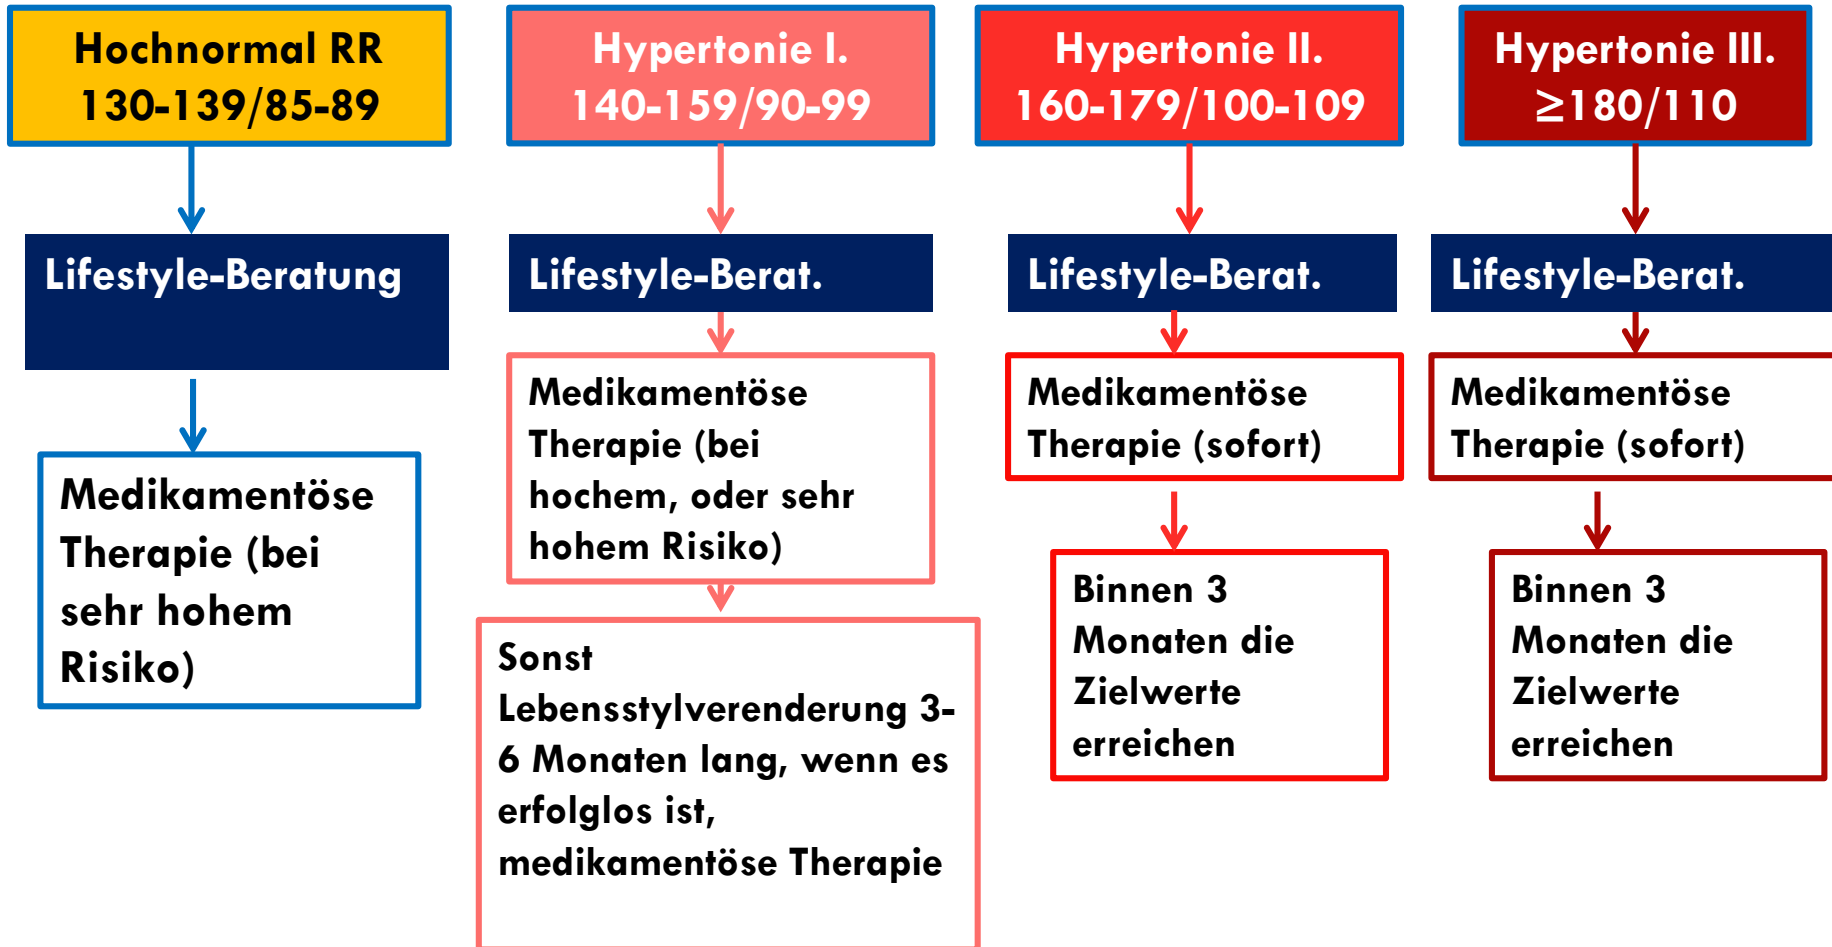 Hochnormal RR
130-139/85-89
Lifestyle-Beratung
Medikamentöse
Therapie (bei
sehr hohem
Risiko)
Hypertonie I.
140-159/90-99
Lifestyle-Berat.
Medikamentöse
Therapie (bei
hochem, oder sehr
hohem Risiko)
Sonst
Lebensstylverenderung 3-
6 Monaten lang, wenn es
erfolglos ist,
medikamentöse Therapie
Hypertonie II.
160-179/100-109
Lifestyle-Berat.
Medikamentöse
Therapie (sofort)
Binnen 3
Monaten die
Zielwerte
erreichen
Hypertonie III.
≥180/110
Lifestyle-Berat.
Medikamentöse
Therapie (sofort)
Binnen 3
Monaten die
Zielwerte
erreichen